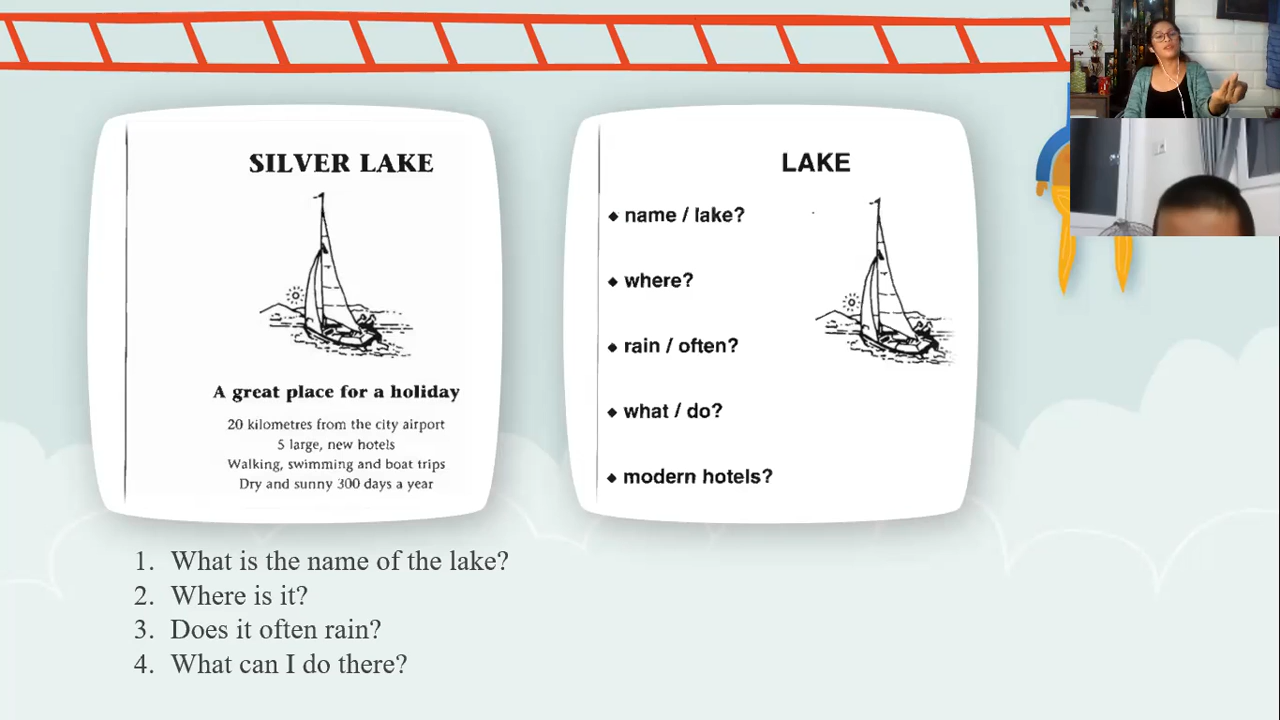 SILVER LAKE
A great place for a holiday
20 kilometres from the city airport
5 large, new hotels
Walking, swimming and boat trips
Dry and sunny 300 days a year
LAKE
◆ name / lake?
◆ where?
◆ rain / often?
◆ what / do?
◆ modern hotels?
1. What is the name of the lake?
2. Where is it?
3. Does it often rain?
4. What can I do there?